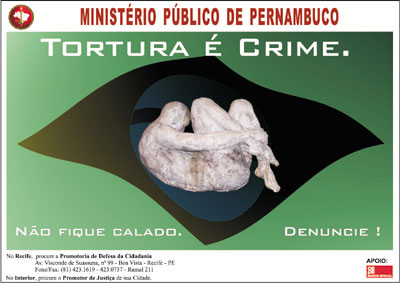 MINISTÉRIO PÚBLICO DE PERNAMBUCO
TORTURA É CRIME.
NÃO FIQUE CALADO. DENUNCIE !
No Recife, procure a Promotoria de Defesa da Cidadania
Av. Visconde de Suassuna, nº 99 - Boa Vista - Recife - PE
Fone/Fax: (81) 423.1619 - 423.0737 - Ramal 211
No Interior, procure o Promotor de Justiça de sua Cidade.
APOIO: